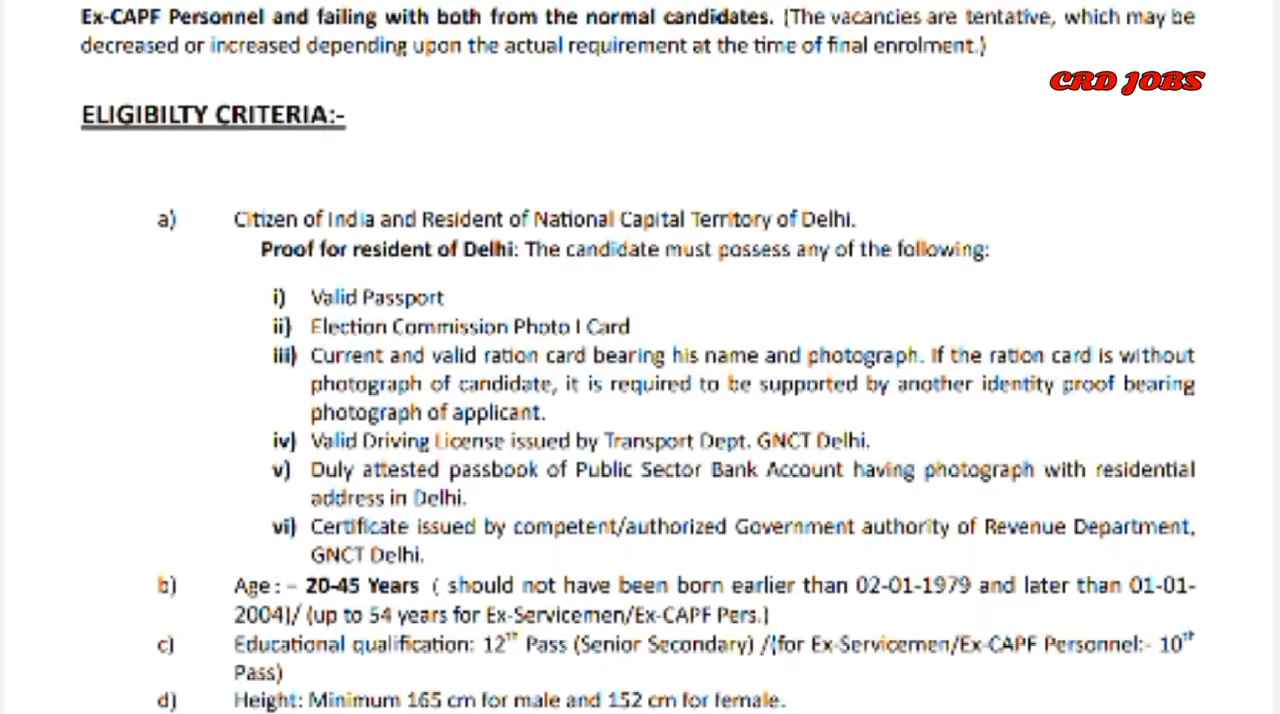 Ex-CAPF Personnel and failing with both from the normal candidates. (The vacancies are tentative, which may be
decreased or increased depending upon the actual requirement at the time of final enrolment.)
CRD JOBS
ELIGIBILTY CRITERIA:-
a) Citizen of India and Resident of National Capital Territory of Delhi.
Proof for resident of Delhi: The candidate must possess any of the following:
i) Valid Passport
ii) Election Commission Photo I Card
iii) Current and valid ration card bearing his name and photograph. If the ration card is without
photograph of candidate, it is required to be supported by another identity proof bearing
photograph of applicant.
iv) Valid Driving License issued by Transport Dept. GNCT Delhi.
v) Duly attested passbook of Public Sector Bank Account having photograph with residential
address in Delhi.
vi) Certificate issued by competent/authorized Government authority of Revenue Department,
GNCT Delhi.
b) Age: – 20-45 Years ( should not have been born earlier than 02-01-1979 and later than 01-01-
2004)/ (up to 54 years for Ex-Servicemen/Ex-CAPF Pers.)
c) Educational qualification: 12th Pass (Senior Secondary) /(for Ex-Servicemen/Ex-CAPF Personnel:- 10th
Pass)
d) Height: Minimum 165 cm for male and 152 cm for female.